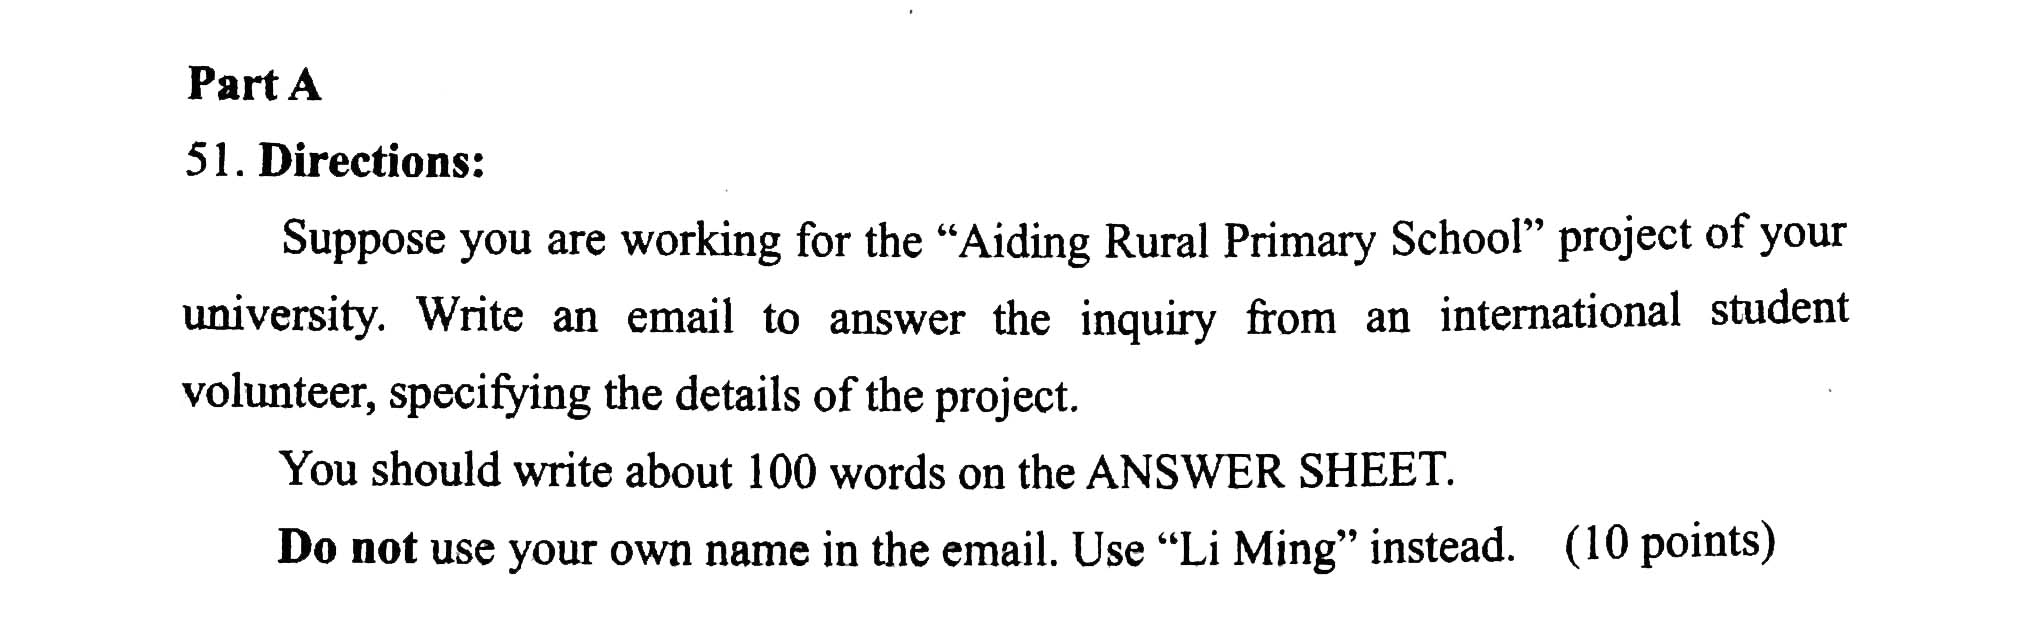 Part A
51. Directions:
Suppose you are working for the “Aiding Rural Primary School” project of your
university. Write an email to answer the inquiry from an international student
volunteer, specifying the details of the project.
You should write about 100 words on the ANSWER SHEET.
Do not use your own name in the email. Use “Li Ming” instead. (10 points)